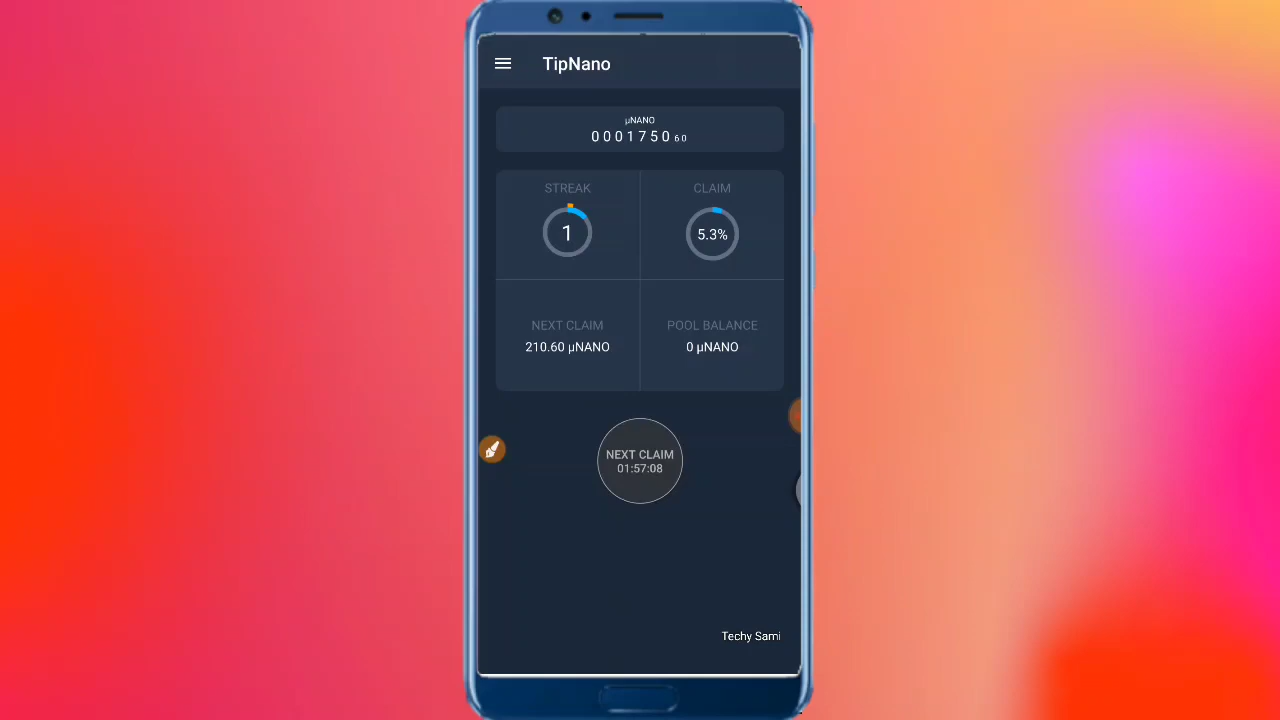 TipNano
μNANO
0001750 60
STREAK
CLAIM
1
5.3%
NEXT CLAIM
POOL BALANCE
210.60 μNANO
0 μNANO
NEXT CLAIM
01:57:08
Techy Sami